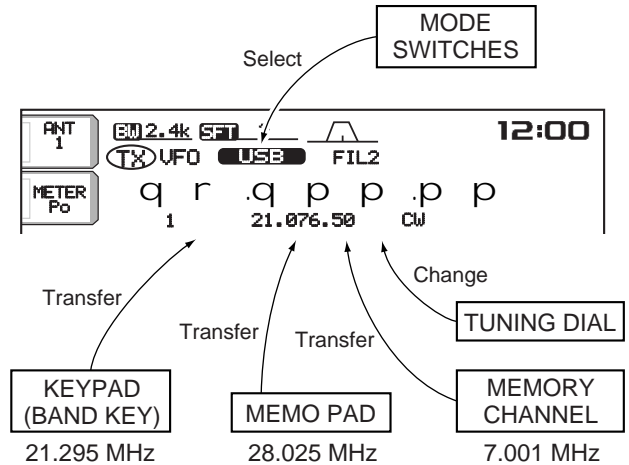 MODE
SWITCHES
Select
ANT
1
BW 2.4k SFT
12:00
TX VFO USB FIL2
METER
Po
q r .q p p .p p
1 21.076.50 CW
Transfer
Transfer
Transfer
Change
TUNING DIAL
KEYPAD
(BAND KEY)
MEMO PAD
MEMORY
CHANNEL
21.295 MHz
28.025 MHz
7.001 MHz